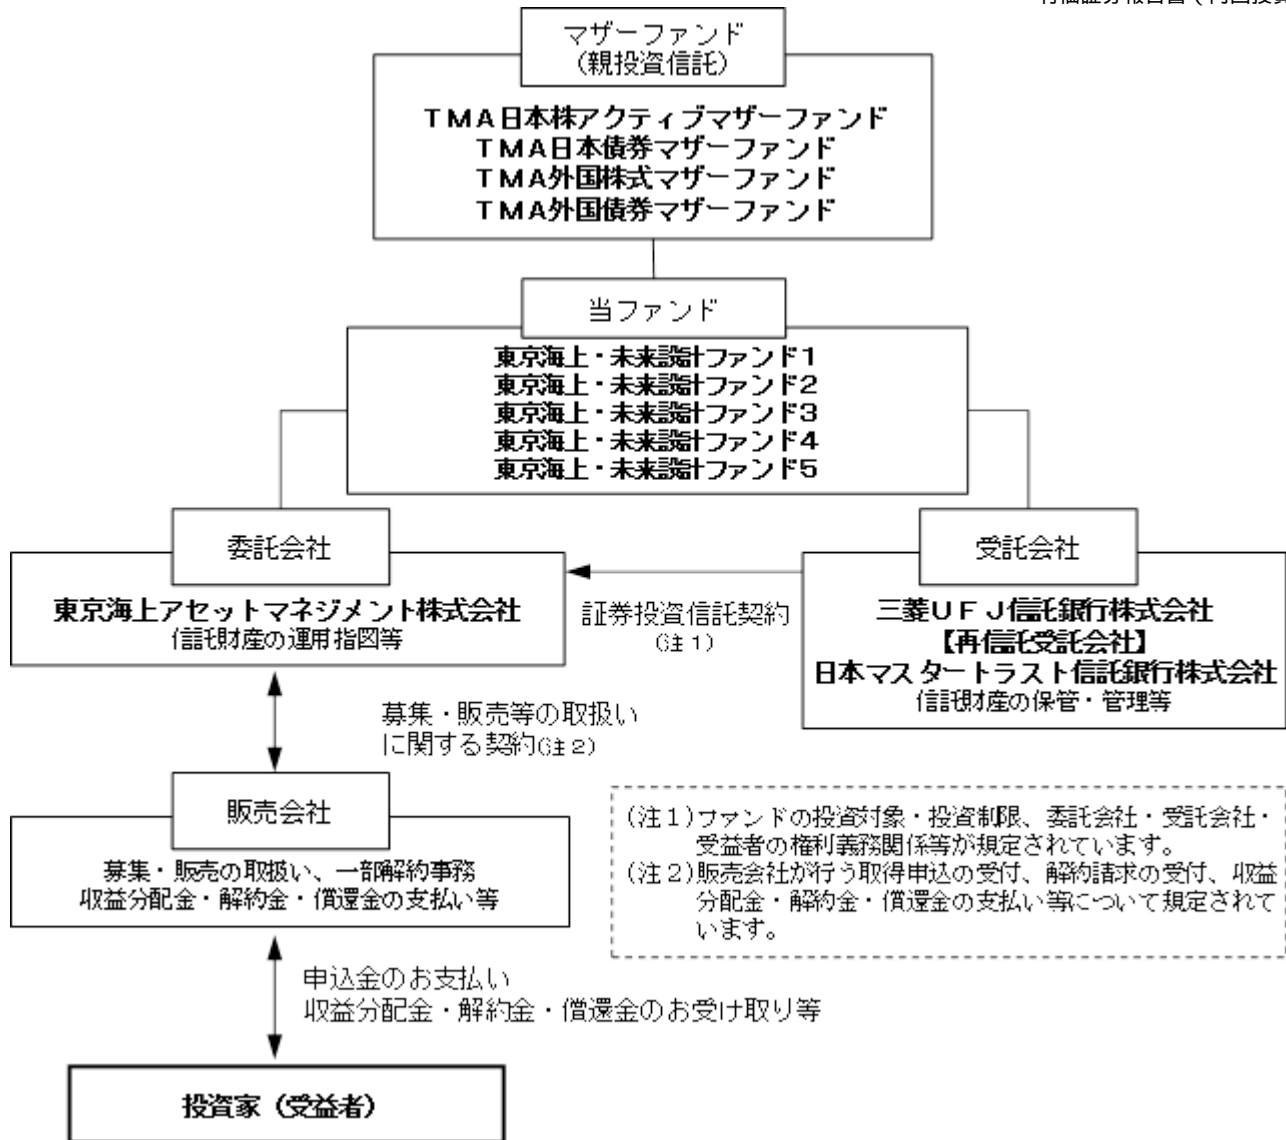 マザーファンド
(親投資信託)
TMA日本株アクティブマザーファンド
TMA日本債券マザーファンド
TMA外国株式マザーファンド
TMA外国債券マザーファンド
当ファンド
東京海上・未来設計ファンド1
東京海上・未来設計ファンド2
東京海上・未来設計ファンド3
東京海上・未来設計ファンド4
東京海上・未来設計ファンド5
委託会社
東京海上アセットマネジメント株式会社
信託財産の運用指図等
証券投資信託契約
(注1)
受託会社
三菱UFJ信託銀行株式会社
【再信託受託会社】
日本マスタートラスト信託銀行株式会社
信託財産の保管・管理等
募集・販売等の取扱い
に関する契約(注2)
販売会社
募集・販売の取扱い、一部解約事務
収益分配金・解約金・償還金の支払い等
(注1)ファンドの投資対象・投資制限、委託会社・受託会社・
受益者の権利義務関係等が規定されています。
(注2)販売会社が行う取得申込の受付、解約請求の受付、収益
分配金・解約金・償還金の支払い等について規定されて
います。
申込金のお支払い
収益分配金・解約金・償還金のお受け取り等
投資家(受益者)